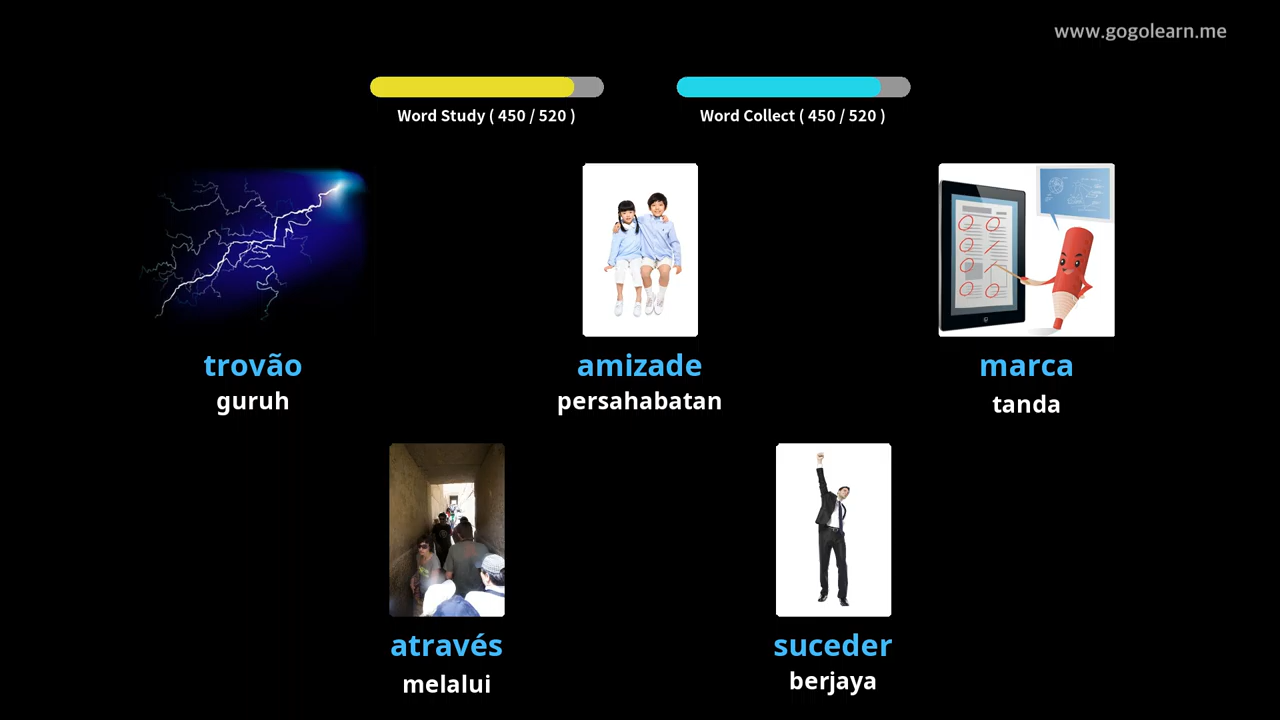 www.gogolearn.me
Word Study ( 450 / 520 )
Word Collect ( 450 / 520 )
trovão
guruh
amizade
persahabatan
marca
tanda
através
melalui
suceder
berjaya